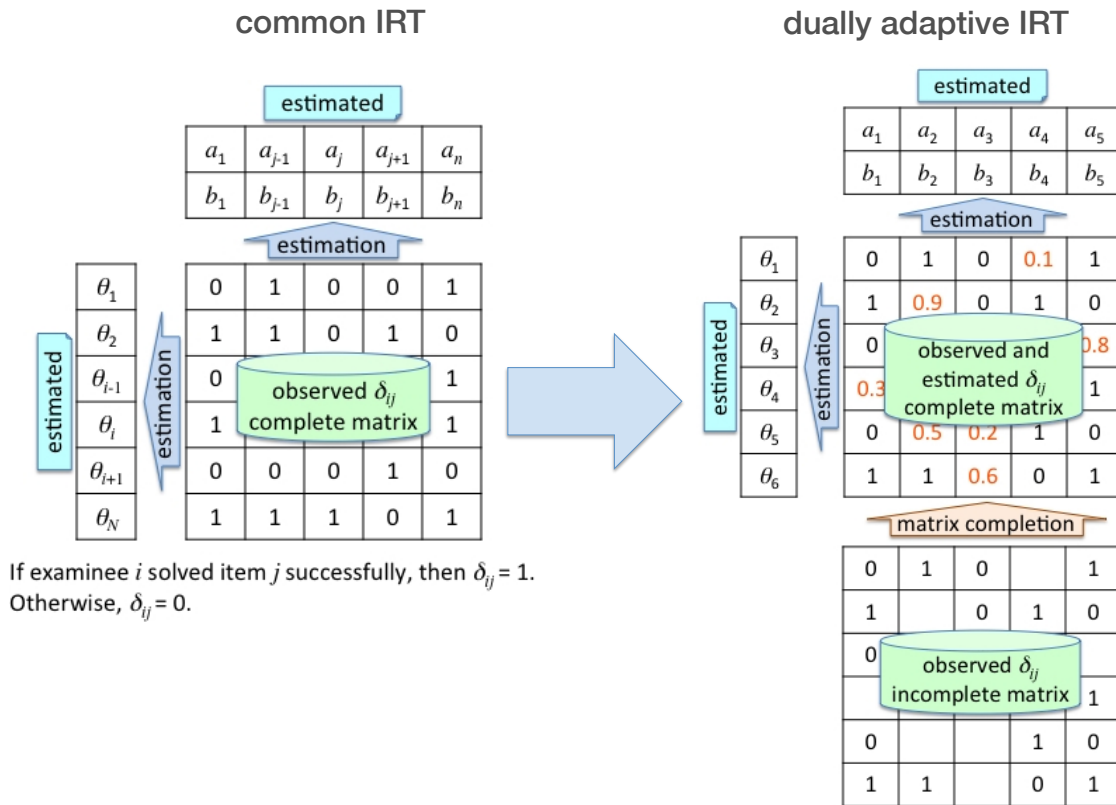 common IRT
estimated
a1 aj-1 aj aj+1 an
b1 bj-1 bj bj+1 bn
estimation
estimated
estimation
θ1 0 1 0 0 1
θ2 1 1 0 1 0
θi-1 0 1
θi 1 1
θi+1 0 0 0 1 0
θN 1 1 1 0 1
observed δij
complete matrix
If examinee i solved item j successfully, then δij = 1.
Otherwise, δij = 0.
dually adaptive IRT
estimated
a1 a2 a3 a4 a5
b1 b2 b3 b4 b5
estimation
estimated
estimation
θ1 0 1 0 0.1 1
θ2 1 0.9 0 1 0
θ3 0 0.8
θ4 0.3 1
θ5 0 0.5 0.2 1 0
θ6 1 1 0.6 0 1
observed and
estimated δij
complete matrix
matrix completion
0 1 0 1
1 0 1 0
0
1
0 1 0
1 1 0 1
observed δij
incomplete matrix